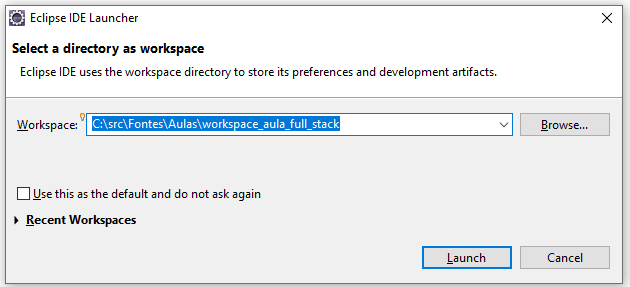 Eclipse IDE Launcher
Select a directory as workspace
Eclipse IDE uses the workspace directory to store its preferences and development artifacts.
Workspace: C:\src\Fontes\Aulas\workspace_aula_full_stack Browse...
Use this as the default and do not ask again
Recent Workspaces
Launch Cancel